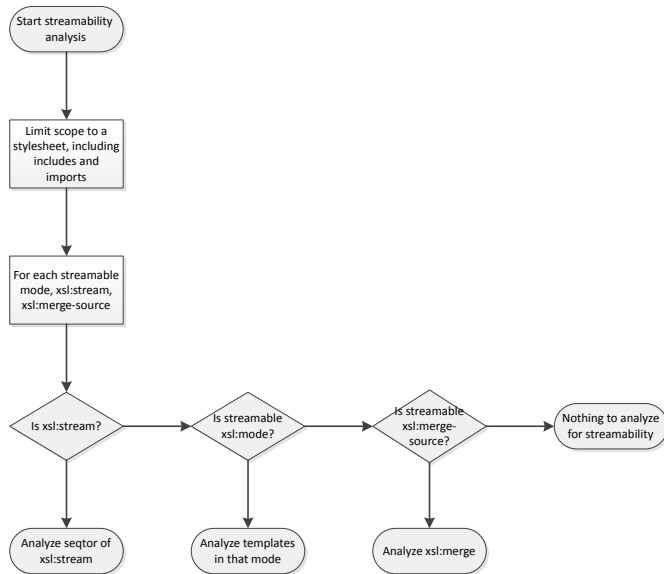 Start streamability
analysis
Limit scope to a
stylesheet, including
includes and
imports
For each streamable
mode, xsl:stream,
xsl:merge-source
Is xsl:stream?
Is streamable
xsl:mode?
Is streamable
xsl:merge-
source?
Nothing to analyze
for streamability
Analyze seqtor of
xsl:stream
Analyze templates
in that mode
Analyze xsl:merge